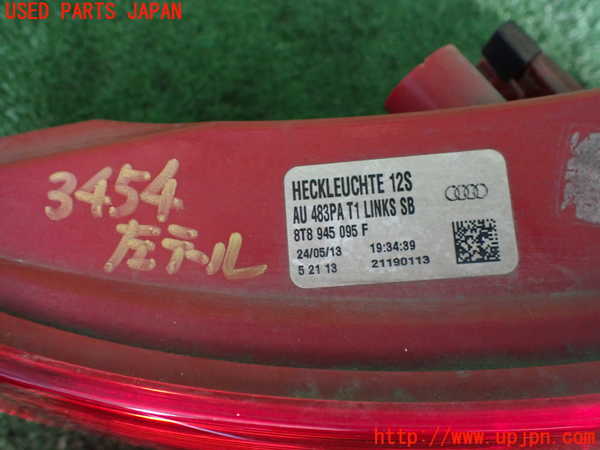 USED PARTS JAPAN
3454
左テール
HECKLEUCHTE 12S
AU 483PA T1 LINKS SB
8T8 945 095 F
24/05/13 19:34:39
5 21 13 21190113
http://www.upjpn.com/